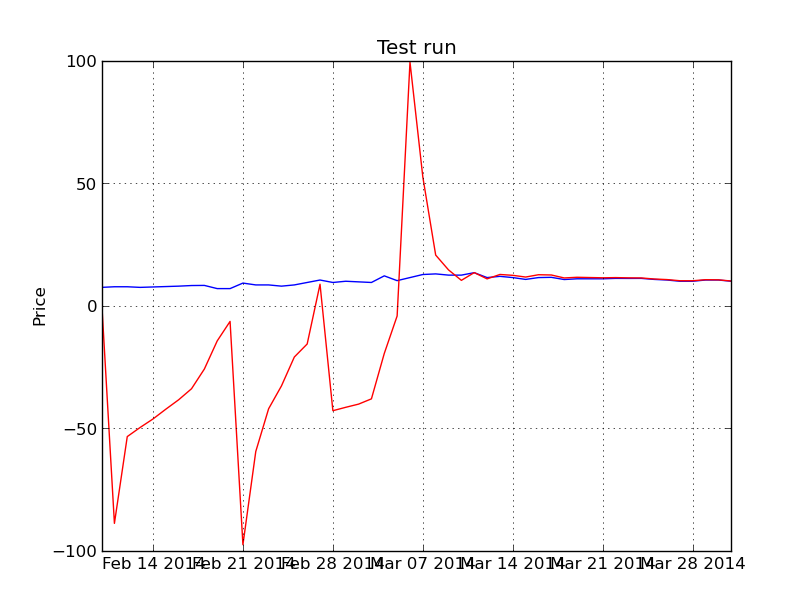 Test run
100
50
0
−50
−100
Price
Feb 14 2014
Feb 21 2014
Feb 28 2014
Mar 07 2014
Mar 14 2014
Mar 21 2014
Mar 28 2014